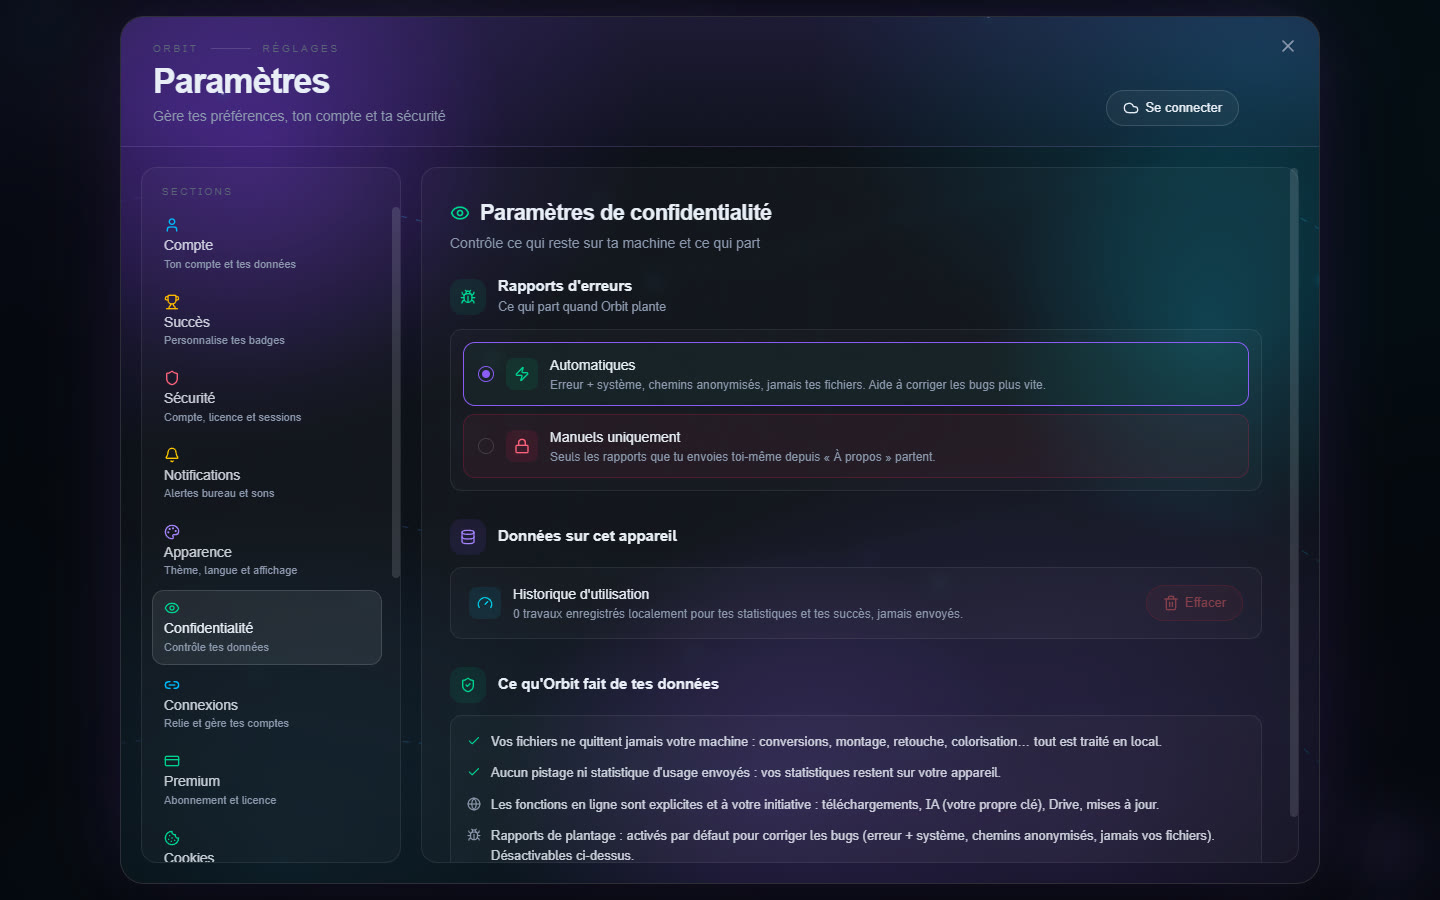 ORBIT RÉGLAGES
Paramètres
Gère tes préférences, ton compte et ta sécurité
Se connecter
SECTIONS
Compte
Ton compte et tes données
Succès
Personnalise tes badges
Sécurité
Compte, licence et sessions
Notifications
Alertes bureau et sons
Apparence
Thème, langue et affichage
Confidentialité
Contrôle tes données
Connexions
Relie et gère tes comptes
Premium
Abonnement et licence
Cookies
Paramètres de confidentialité
Contrôle ce qui reste sur ta machine et ce qui part
Rapports d'erreurs
Ce qui part quand Orbit plante
Automatiques
Erreur + système, chemins anonymisés, jamais tes fichiers. Aide à corriger les bugs plus vite.
Manuels uniquement
Seuls les rapports que tu envoies toi-même depuis « À propos » partent.
Données sur cet appareil
Historique d'utilisation
0 travaux enregistrés localement pour tes statistiques et tes succès, jamais envoyés.
Effacer
Ce qu'Orbit fait de tes données
Vos fichiers ne quittent jamais votre machine : conversions, montage, retouche, colorisation… tout est traité en local.
Aucun pistage ni statistique d'usage envoyés : vos statistiques restent sur votre appareil.
Les fonctions en ligne sont explicites et à votre initiative : téléchargements, IA (votre propre clé), Drive, mises à jour.
Rapports de plantage : activés par défaut pour corriger les bugs (erreur + système, chemins anonymisés, jamais vos fichiers).
Désactivables ci-dessus.